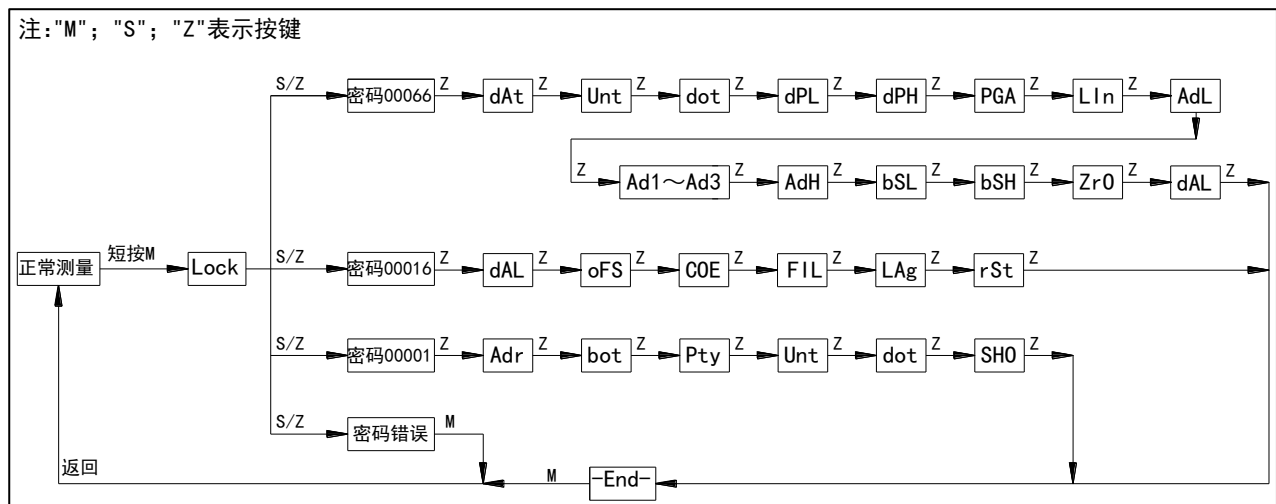 注:"M"; "S"; "Z"表示按键
S/Z 密码00066 Z dAt Z Unt Z dot Z dPL Z dPH Z PGA Z LIn Z AdL
Z Ad1～Ad3 Z AdH Z bSL Z bSH Z Zr0 Z dAL Z
正常测量 短按M Lock S/Z 密码00016 Z dAL Z oFS Z COE Z FIL Z LAg Z rSt Z
S/Z 密码00001 Z Adr Z bot Z Pty Z Unt Z dot Z SHO Z
S/Z 密码错误 M
返回 M -End-